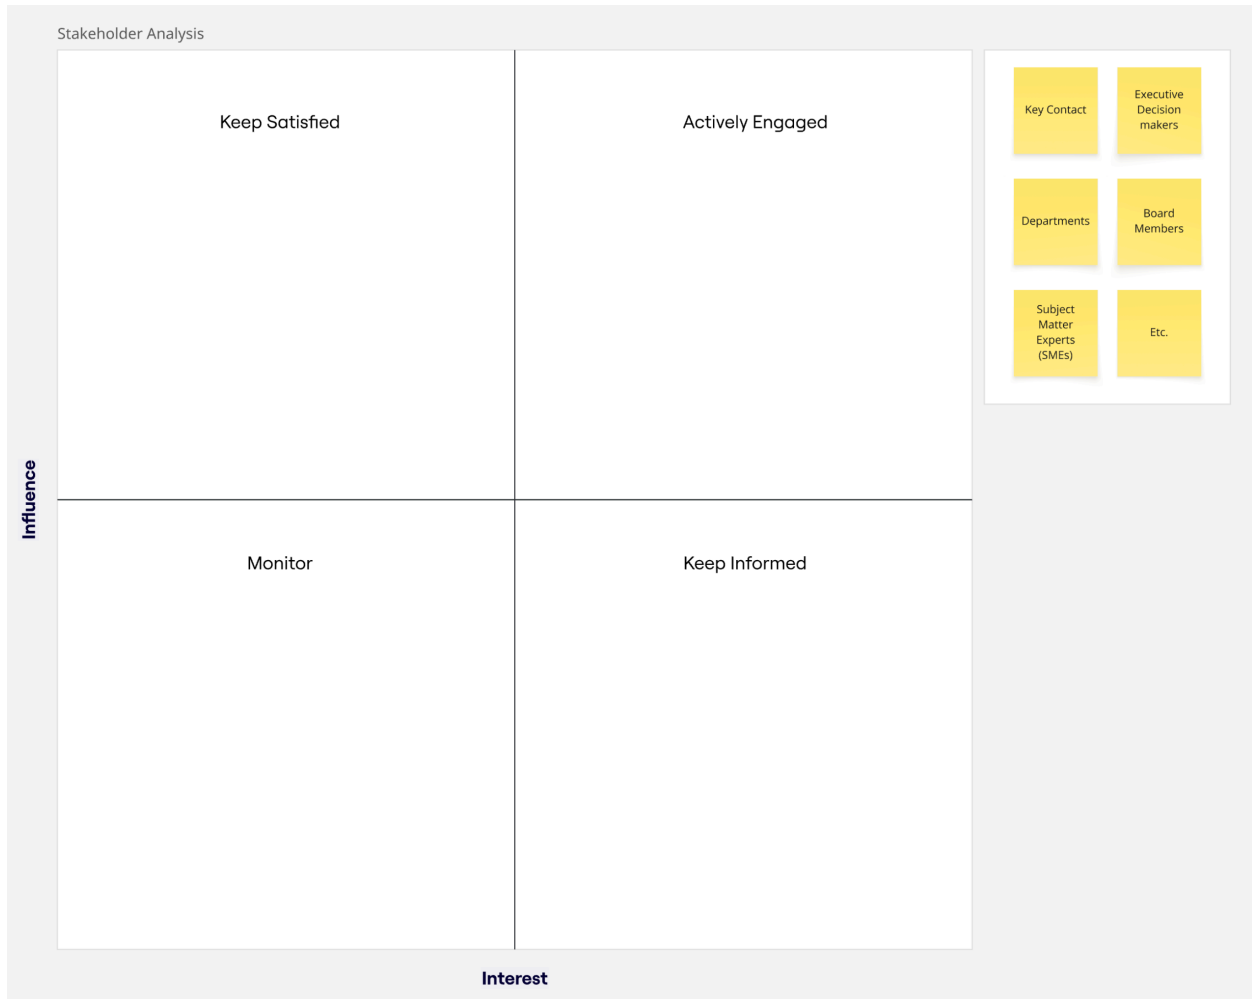 Stakeholder Analysis
Keep Satisfied
Actively Engaged
Key Contact
Executive
Decision
makers
Departments
Board
Members
Subject
Matter
Experts
(SMEs)
Etc.
Influence
Monitor
Keep Informed
Interest